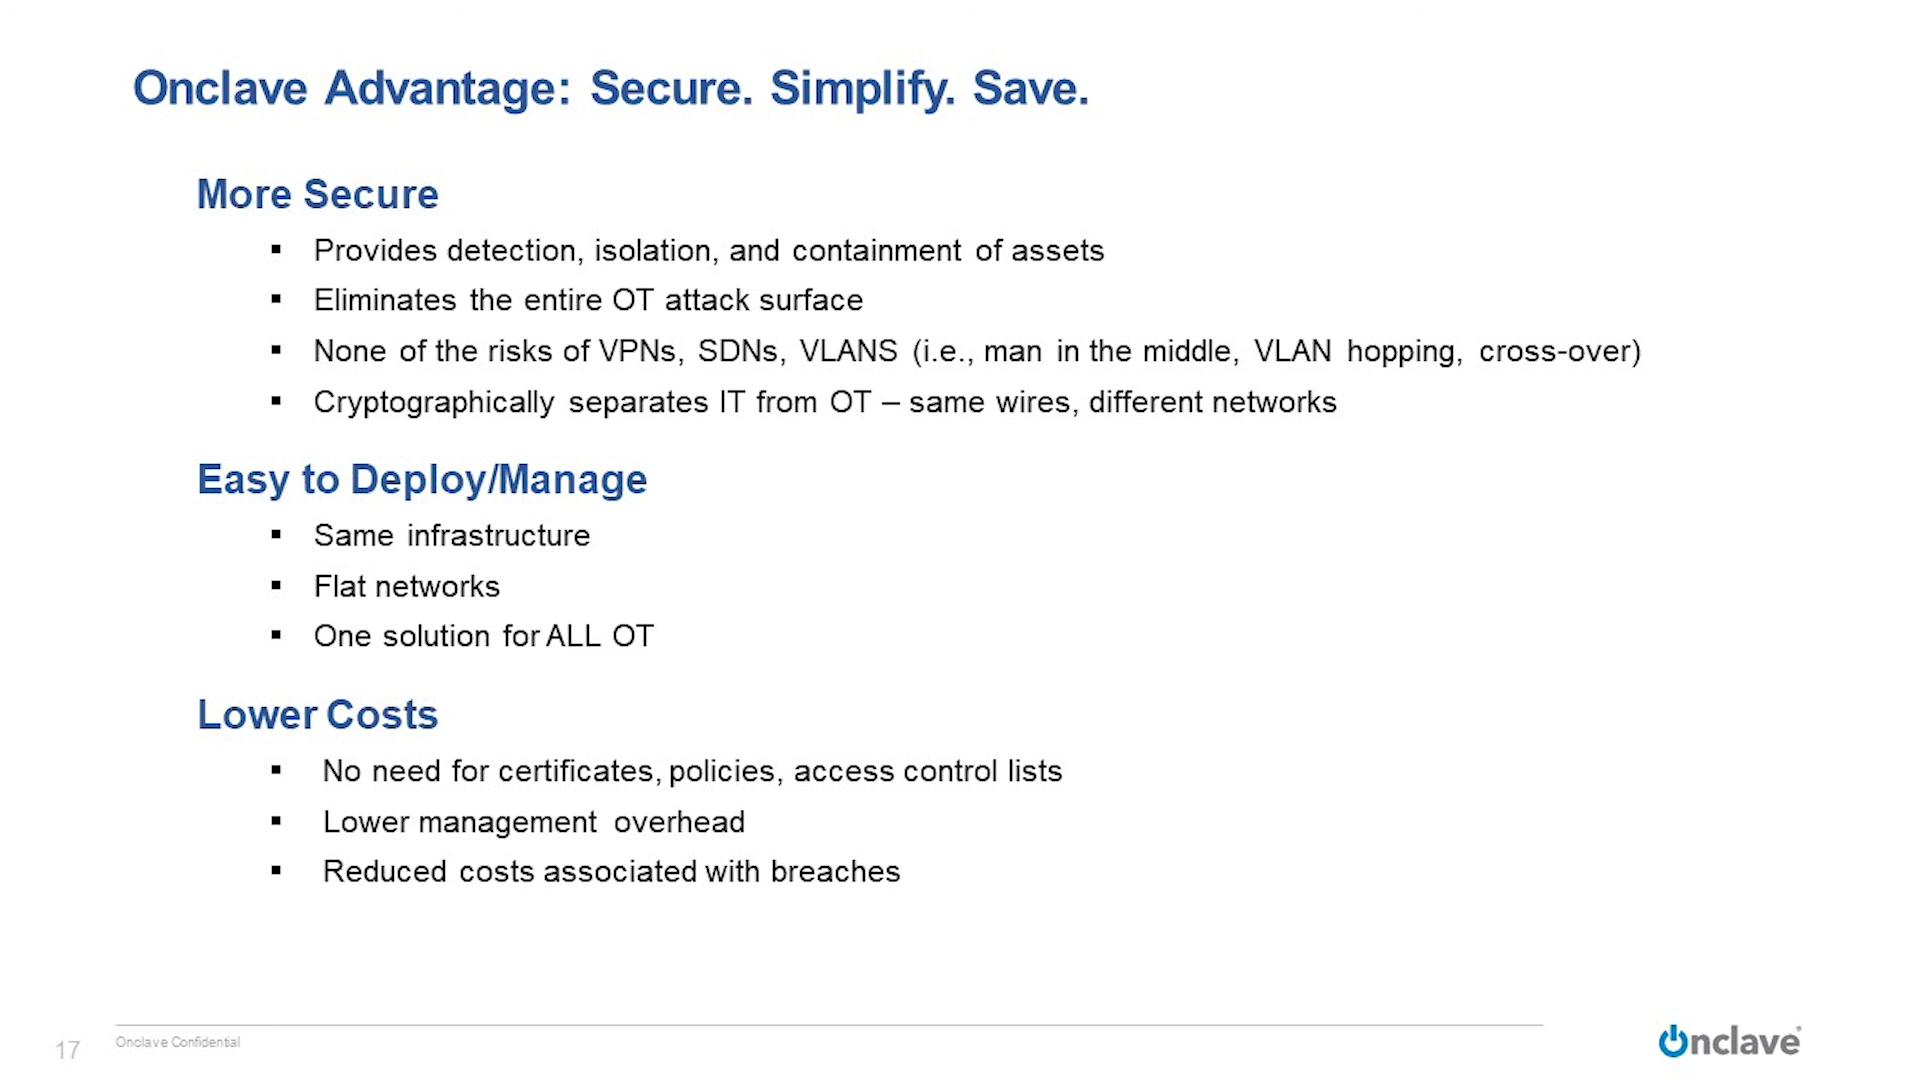 Onclave Advantage: Secure. Simplify. Save.
More Secure
▪ Provides detection, isolation, and containment of assets
▪ Eliminates the entire OT attack surface
▪ None of the risks of VPNs, SDNs, VLANS (i.e., man in the middle, VLAN hopping, cross-over)
▪ Cryptographically separates IT from OT – same wires, different networks
Easy to Deploy/Manage
▪ Same infrastructure
▪ Flat networks
▪ One solution for ALL OT
Lower Costs
▪ No need for certificates, policies, access control lists
▪ Lower management overhead
▪ Reduced costs associated with breaches
17
Onclave Confidential
Onclave®